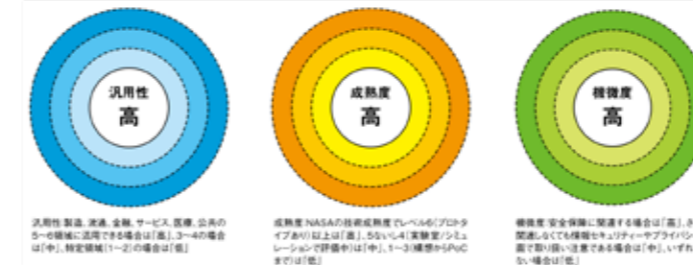 汎用性
高
成熟度
高
機微度
高
汎用性 製造、流通、金融、サービス、医療、公共の
5〜6領域に活用できる場合は「高」、3〜4の場合
は「中」、特定領域(1〜2)の場合は「低」
成熟度 NASAの技術成熟度でレベル6(プロトタ
イプあり)以上は「高」、5ないし4(実験室/シミュ
レーションで評価中)は「中」、1〜3(構想からPoC
まで)は「低」
機微度 安全保障に関連する場合は「高」、
関連しなくても情報セキュリティーやプライバシ
面で取り扱い注意である場合は「中」、いずれ
ない場合は「低」